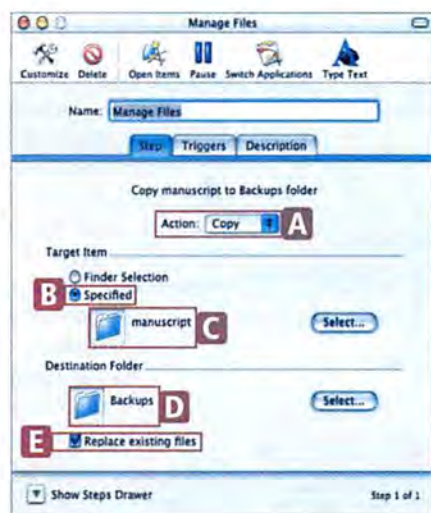 Manage Files
Customize Delete Open Items Pause Switch Applications Type Text
Name: Manage Files
Step Triggers Description
Copy manuscript to Backups folder
Action: Copy A
Target Item
Finder Selection
B Specified
manuscript C Select...
Destination Folder
Backups D Select...
E Replace existing files
Show Steps Drawer Step 1 of 1